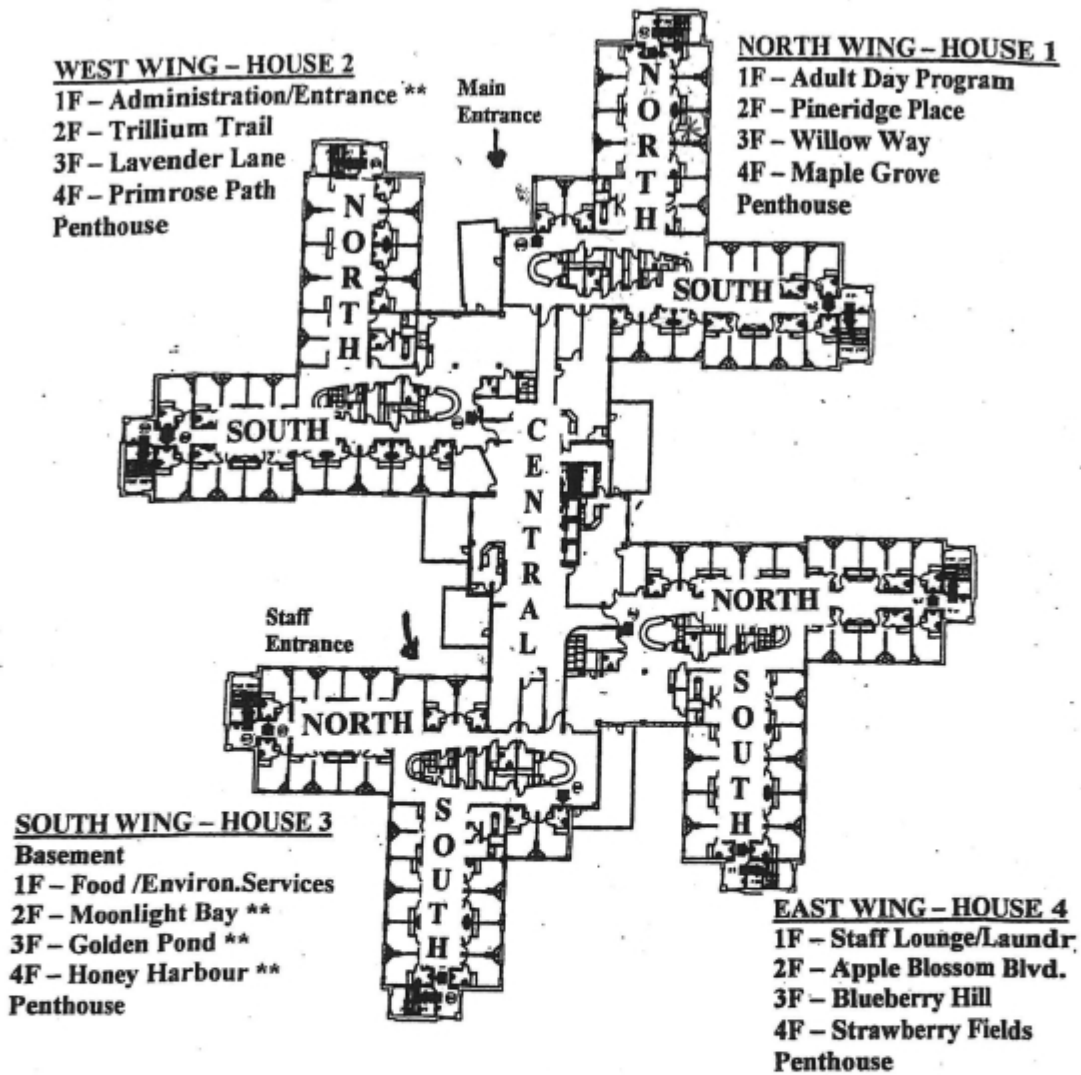 WEST WING – HOUSE 2
1F – Administration/Entrance **
2F – Trillium Trail
3F – Lavender Lane
4F – Primrose Path
Penthouse
Main
Entrance
NORTH WING – HOUSE 1
1F – Adult Day Program
2F – Pineridge Place
3F – Willow Way
4F – Maple Grove
Penthouse
NORTH
NORTH
SOUTH
SOUTH
CENTRAL
NORTH
Staff
Entrance
NORTH
SOUTH
SOUTH
SOUTH WING – HOUSE 3
Basement
1F – Food /Environ.Services
2F – Moonlight Bay **
3F – Golden Pond **
4F – Honey Harbour **
Penthouse
EAST WING – HOUSE 4
1F – Staff Lounge/Laundr
2F – Apple Blossom Blvd.
3F – Blueberry Hill
4F – Strawberry Fields
Penthouse